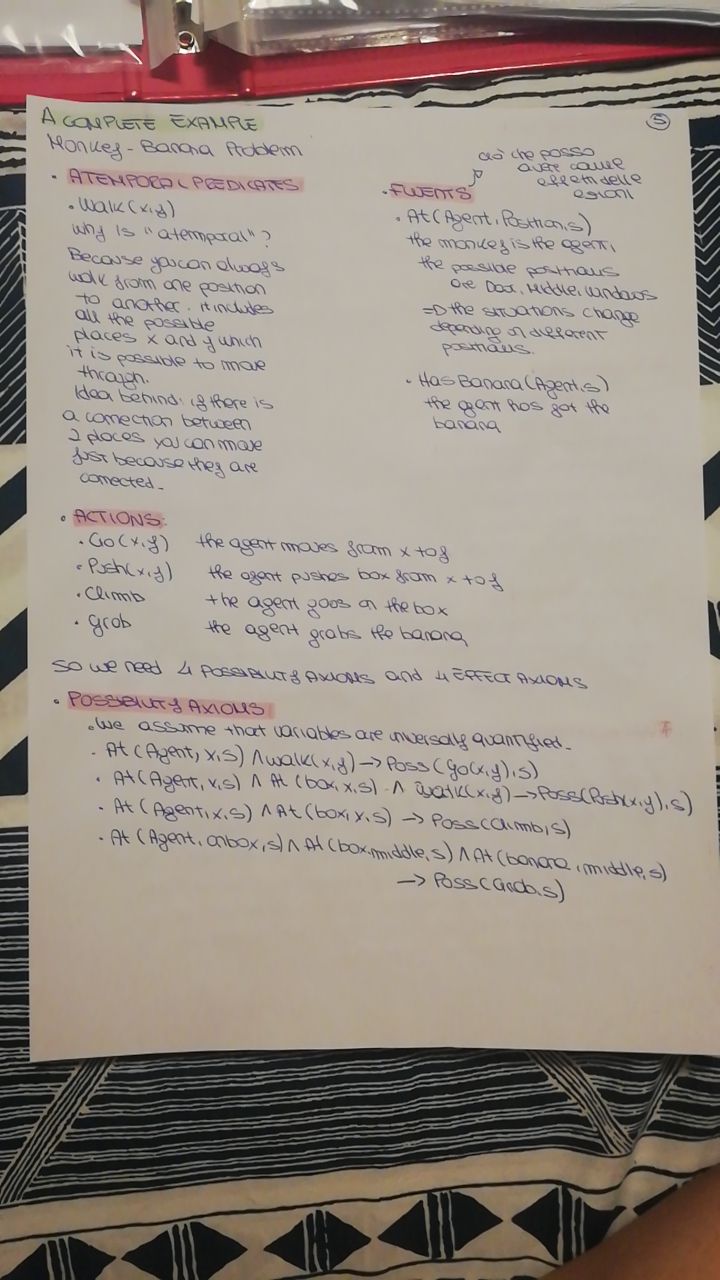 A COMPLETE EXAMPLE
5
Monkey-Banana Problem
• ATEMPORAL PREDICATES
• Walk(x,y)
why is "atemporal"?
Because you can always
walk from one position
to another. it includes
all the possible
places x and y which
it is possible to move
through.
Idea behind: if there is
a connection between
2 places you can move
just because they are
connected.
ciò che posso
avere come
effetti delle
azioni
• FLUENTS
• At(Agent, Position, s)
the monkey is the agent,
the possible positions
are Door, Middle, Windows
=D the situations change
depending on different
positions.
• HasBanana(Agent,s)
the agent has got the
banana
• ACTIONS:
• Go(x,y) the agent moves from x to y
• Push(x,y) the agent pushes box from x to y
• Climb the agent goes on the box
• Grab the agent grabs the banana
SO we need 4 POSSIBILITY AXIOMS and 4 EFFECT AXIOMS
• POSSIBILITY AXIOMS
• We assume that variables are universally quantified.
• At(Agent, x,s) ∧ walk(x,y) → Poss(go(x,y),s)
• At(Agent, x,s) ∧ At(box,x,s) ∧ walk(x,y) → Poss(Push(x,y),s)
• At(Agent,x,s) ∧ At(box,x,s) → Poss(Climb,s)
• At(Agent, onbox,s) ∧ At(box,middle,s) ∧ At(banana,middle,s)
→ Poss(Grab,s)